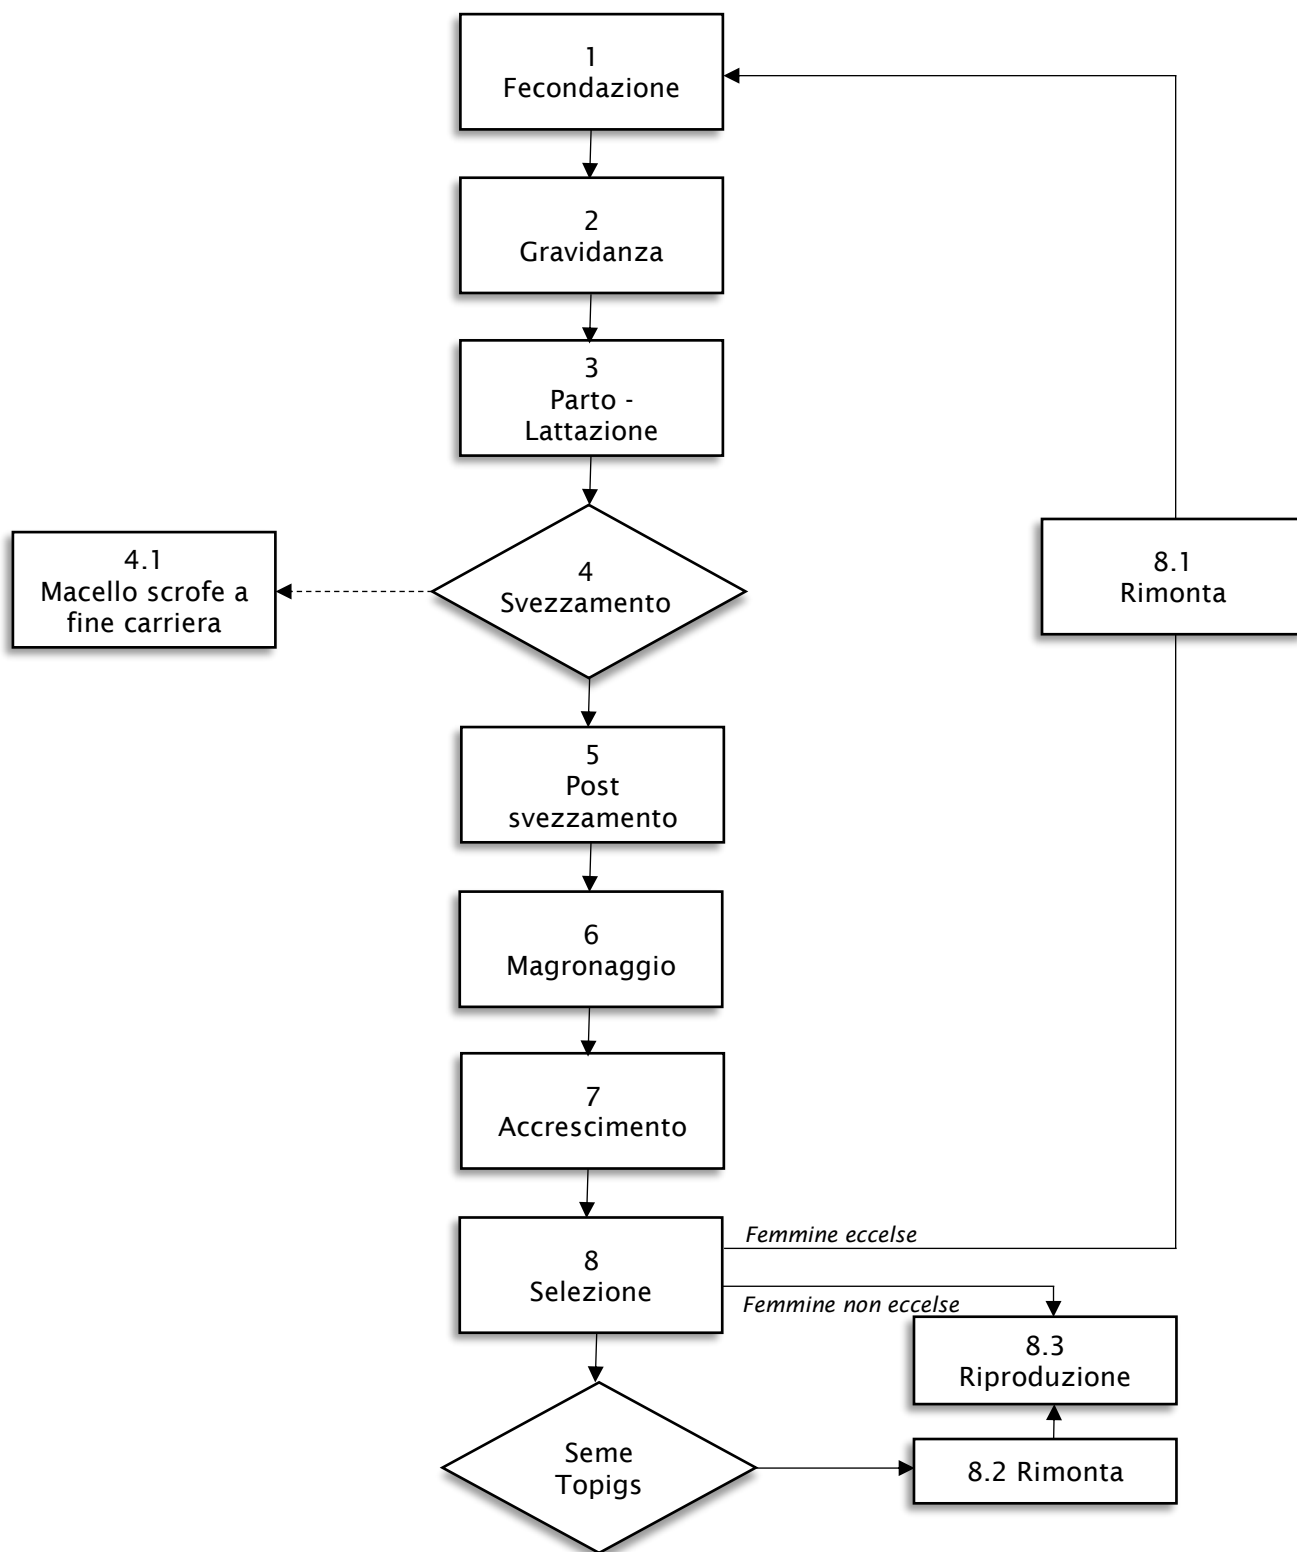 1
Fecondazione
2
Gravidanza
3
Parto -
Lattazione
4.1
Macello scrofe a
fine carriera
4
Svezzamento
8.1
Rimonta
5
Post
svezzamento
6
Magronaggio
7
Accrescimento
8
Selezione
Femmine eccelse
Femmine non eccelse
8.3
Riproduzione
Seme
Topigs
8.2 Rimonta